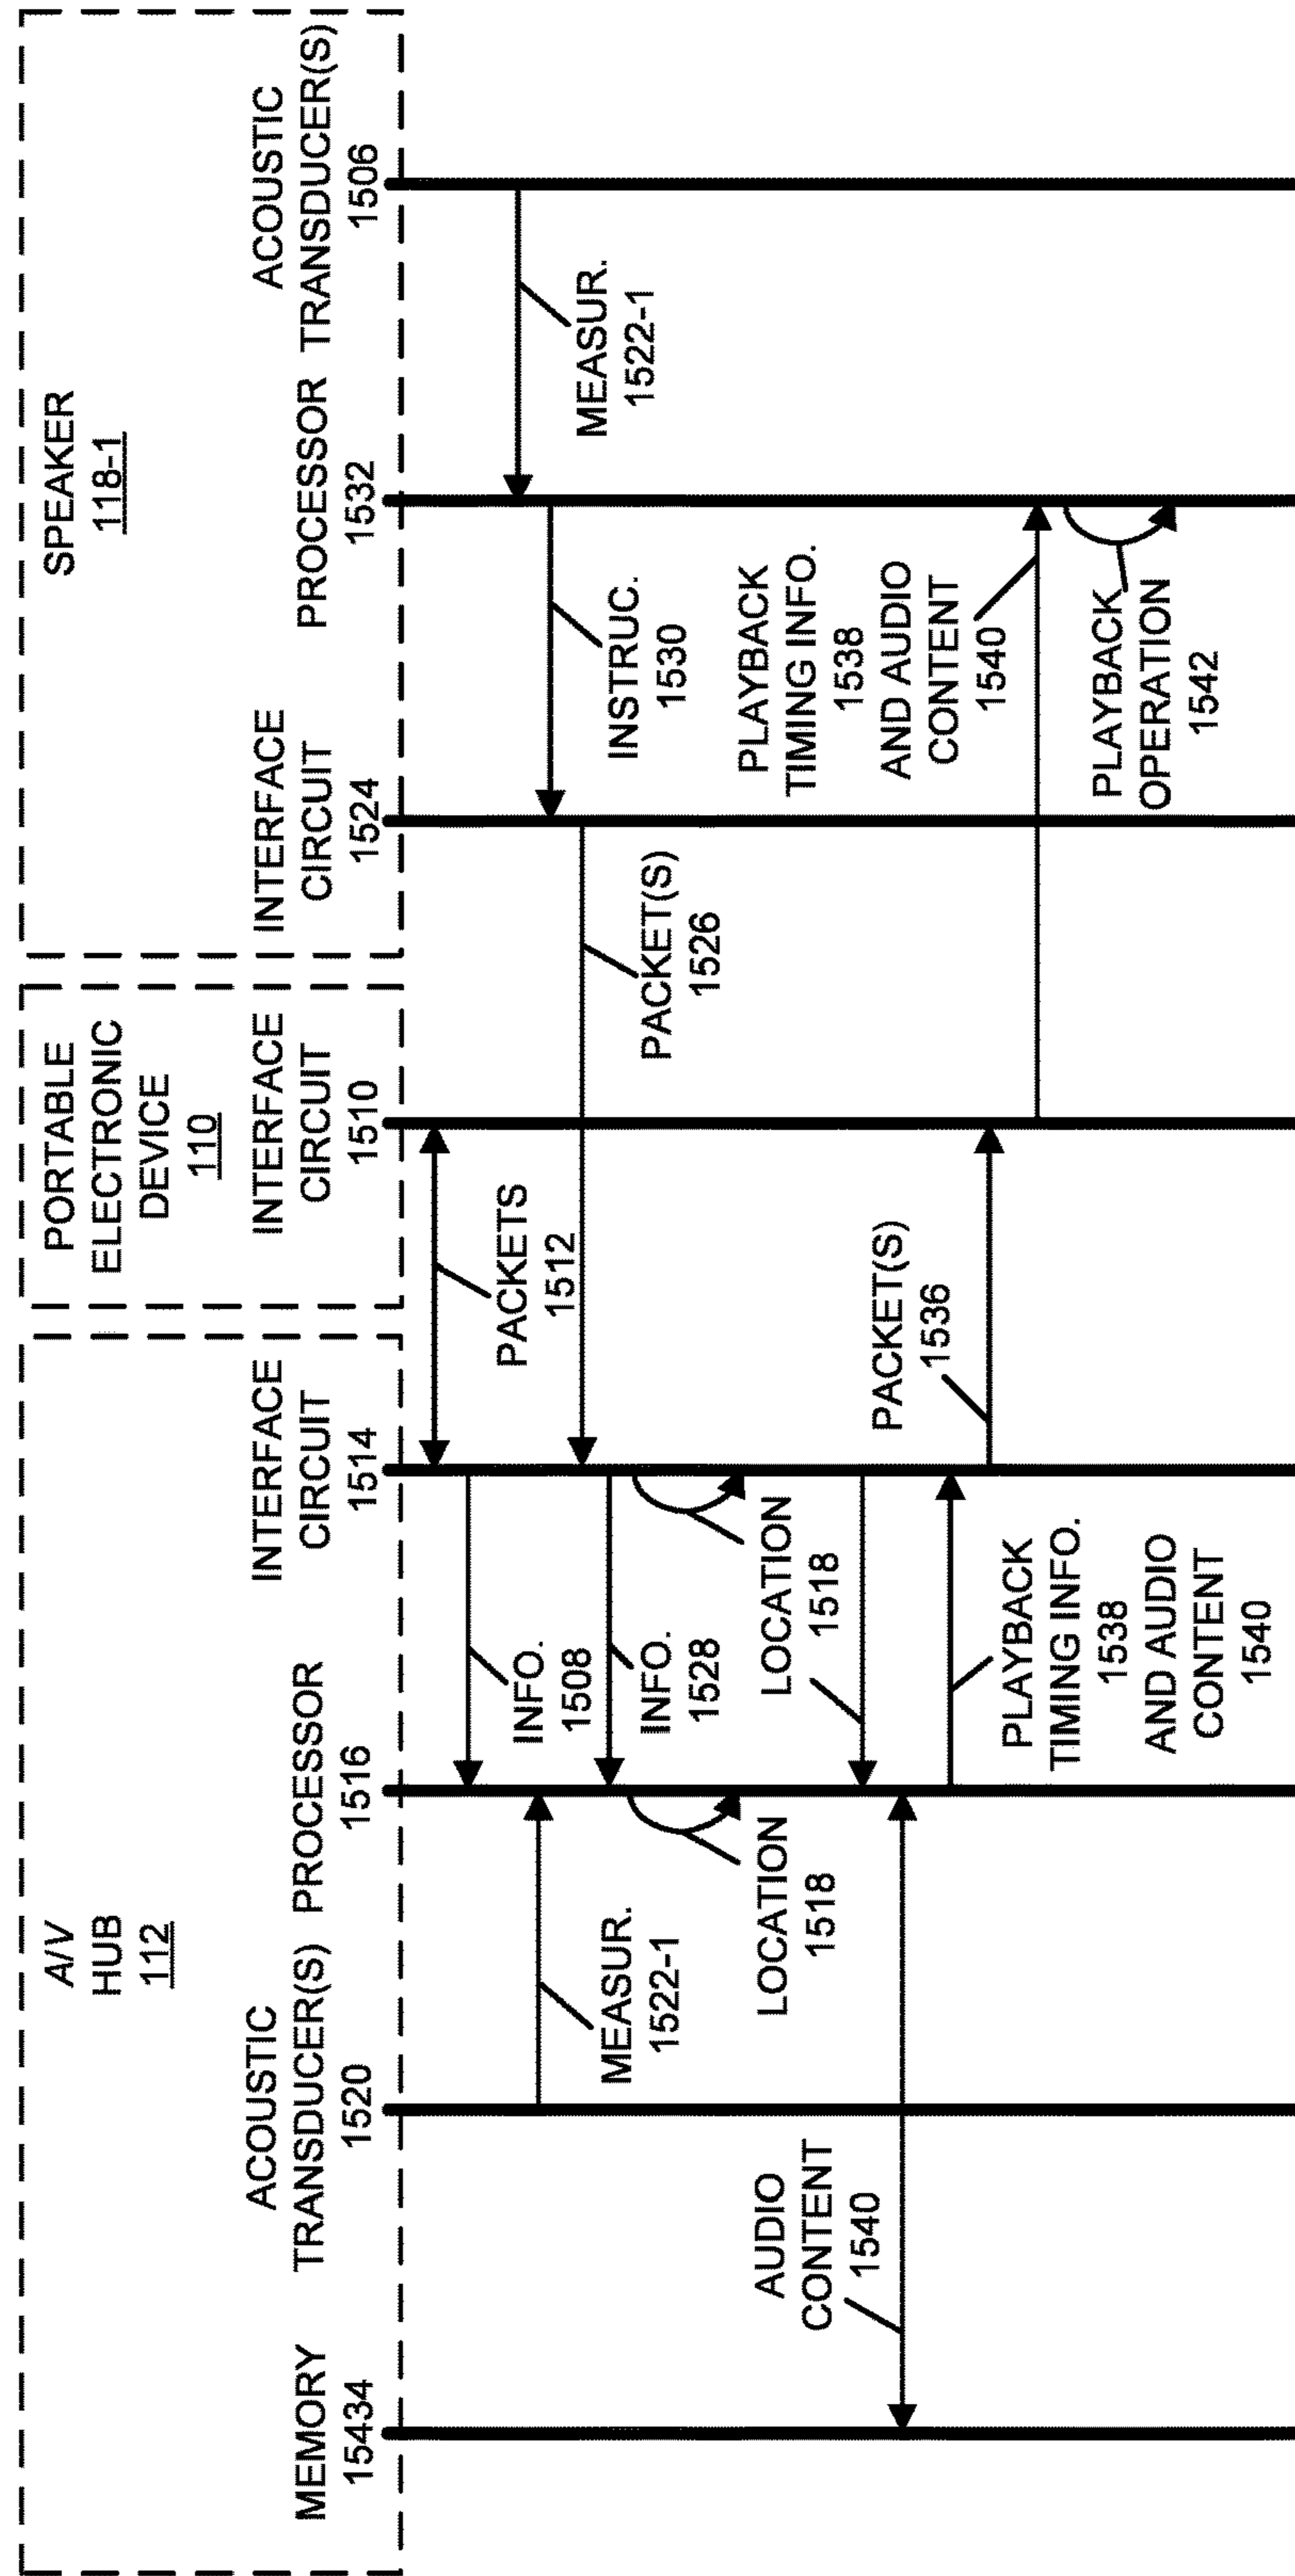 A/V
HUB
112
MEMORY
15434
ACOUSTIC
TRANSDUCER(S)
1520
PROCESSOR
1516
INTERFACE
CIRCUIT
1514
PORTABLE
ELECTRONIC
DEVICE
110
INTERFACE
CIRCUIT
1510
SPEAKER
118-1
INTERFACE
CIRCUIT
1524
PROCESSOR
1532
ACOUSTIC
TRANSDUCER(S)
1506
PACKETS
1512
INFO.
1508
MEASUR.
1522-1
MEASUR.
1522-1
INSTRUC.
1530
PACKET(S)
1526
INFO.
1528
LOCATION
1518
LOCATION
1518
AUDIO
CONTENT
1540
PLAYBACK
TIMING INFO.
1538
AND AUDIO
CONTENT
1540
PACKET(S)
1536
PLAYBACK
TIMING INFO.
1538
AND AUDIO
CONTENT
1540
PLAYBACK
OPERATION
1542